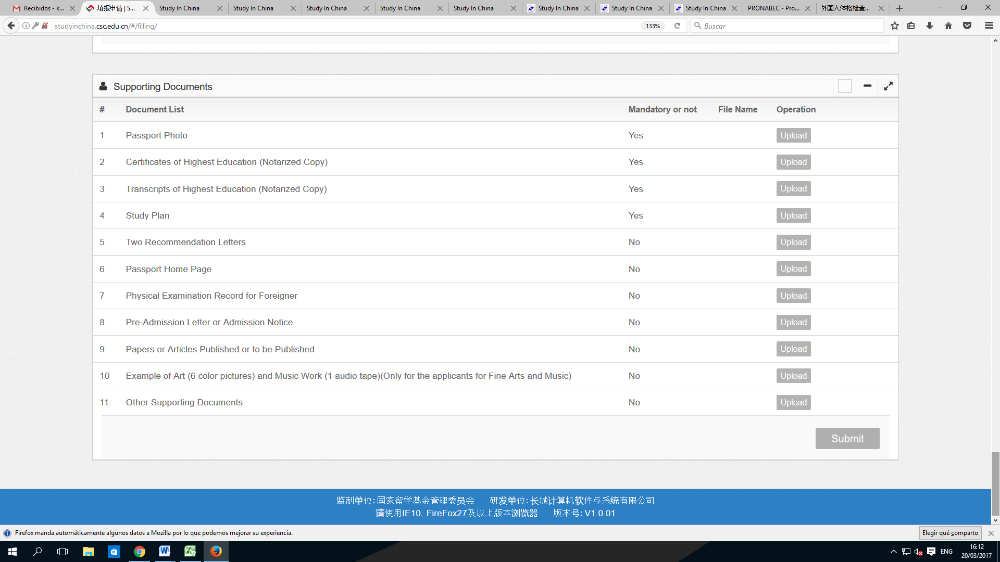 Recibidos - k...
填报申请 | S...
Study In China
Study In China
Study In China
Study In China
Study In China
Study In China
Study In China
Study In China
PRONABEC - Pro...
外国人体格检查...
studyinchina.csc.edu.cn/#/filling/
133%
Buscar
Supporting Documents
# Document List Mandatory or not File Name Operation
1 Passport Photo Yes Upload
2 Certificates of Highest Education (Notarized Copy) Yes Upload
3 Transcripts of Highest Education (Notarized Copy) Yes Upload
4 Study Plan Yes Upload
5 Two Recommendation Letters No Upload
6 Passport Home Page No Upload
7 Physical Examination Record for Foreigner No Upload
8 Pre-Admission Letter or Admission Notice No Upload
9 Papers or Articles Published or to be Published No Upload
10 Example of Art (6 color pictures) and Music Work (1 audio tape)(Only for the applicants for Fine Arts and Music) No Upload
11 Other Supporting Documents No Upload
Submit
监制单位: 国家留学基金管理委员会 研发单位: 长城计算机软件与系统有限公司
请使用IE10、FireFox27及以上版本浏览器 版本号: V1.0.01
Firefox manda automáticamente algunos datos a Mozilla por lo que podemos mejorar su experiencia.
Elegir qué comparto
ENG
16:12
20/03/2017